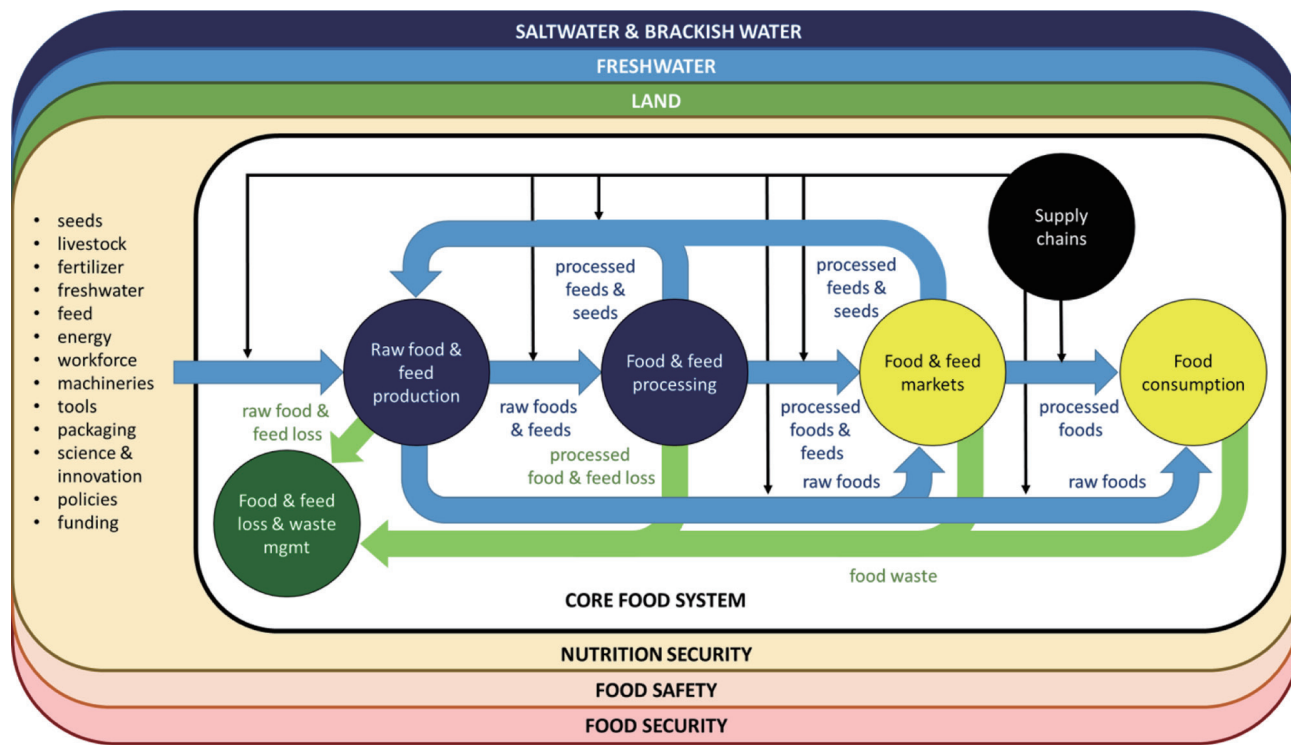 SALTWATER & BRACKISH WATER
FRESHWATER
LAND
• seeds
• livestock
• fertilizer
• freshwater
• feed
• energy
• workforce
• machineries
• tools
• packaging
• science &
innovation
• policies
• funding
Supply
chains
processed
feeds &
seeds
processed
feeds &
seeds
Raw food &
feed
production
Food & feed
processing
Food & feed
markets
Food
consumption
raw food &
feed loss
raw foods
& feeds
processed
foods &
feeds
processed
foods
processed
food & feed loss
raw foods
raw foods
Food & feed
loss & waste
mgmt
food waste
CORE FOOD SYSTEM
NUTRITION SECURITY
FOOD SAFETY
FOOD SECURITY